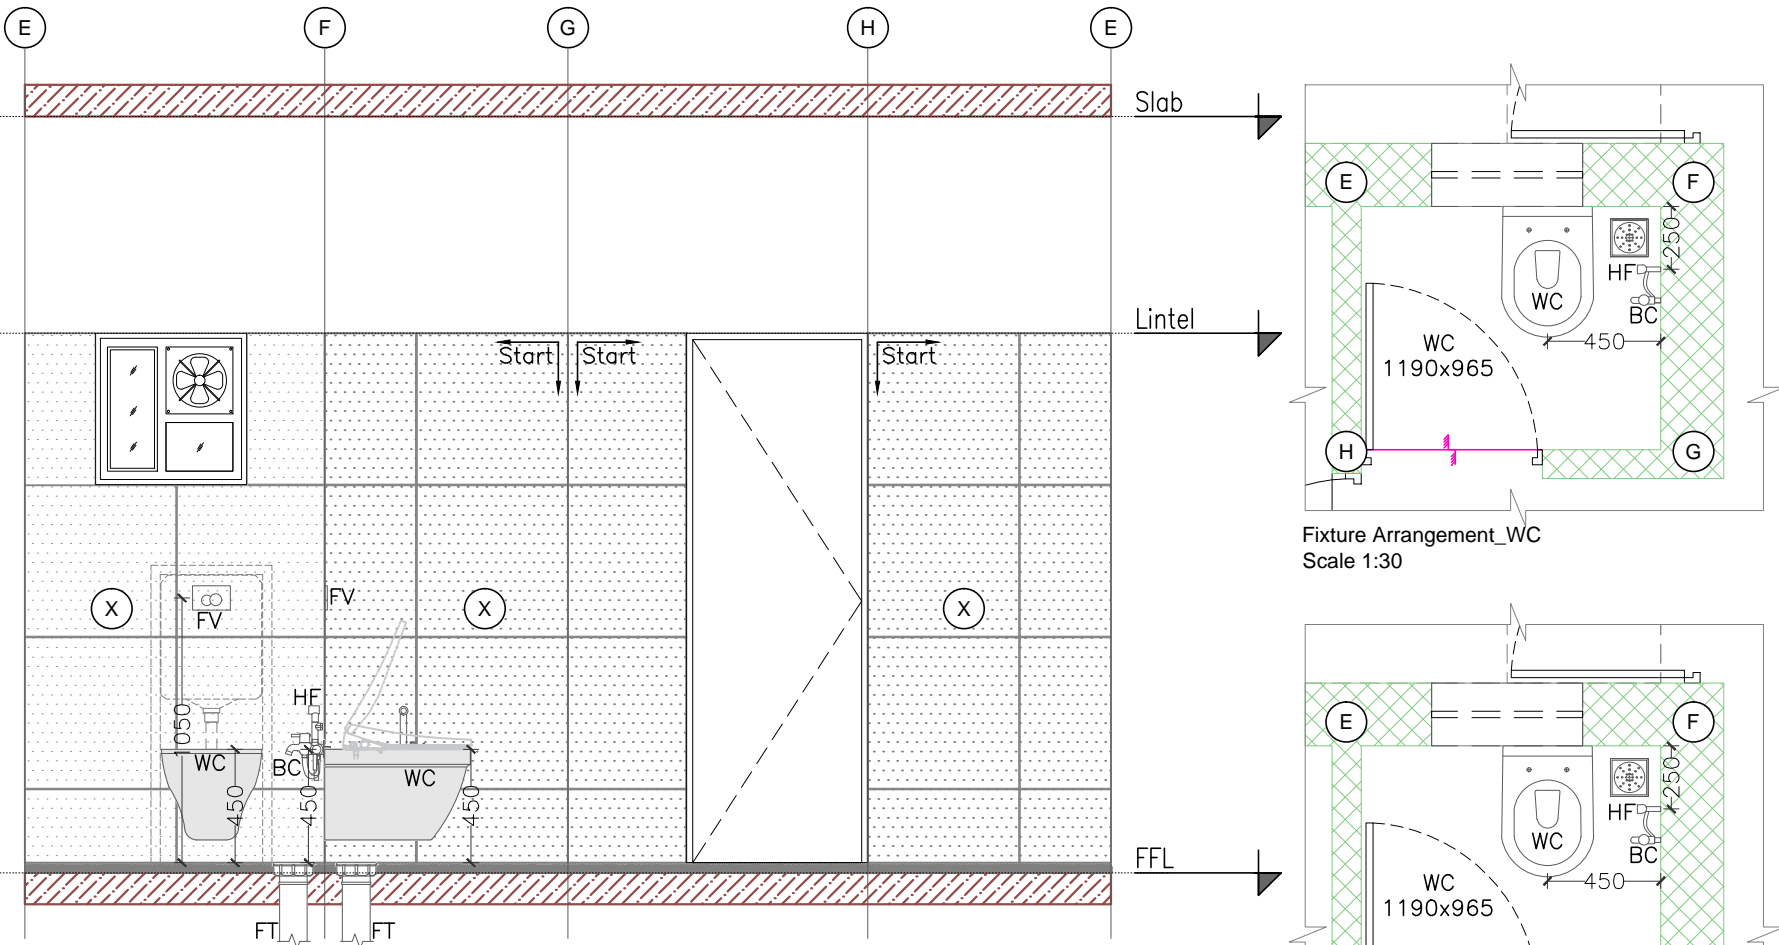 E
F
G
H
E
Slab
Lintel
Start
Start
Start
X
X
X
FV
FV
1050
HF
BC
WC
WC
450
450
450
FFL
FT
FT
E
F
250
HF
BC
WC
450
WC
1190x965
H
G
Fixture Arrangement_WC
Scale 1:30
E
F
250
HF
BC
WC
450
WC
1190x965